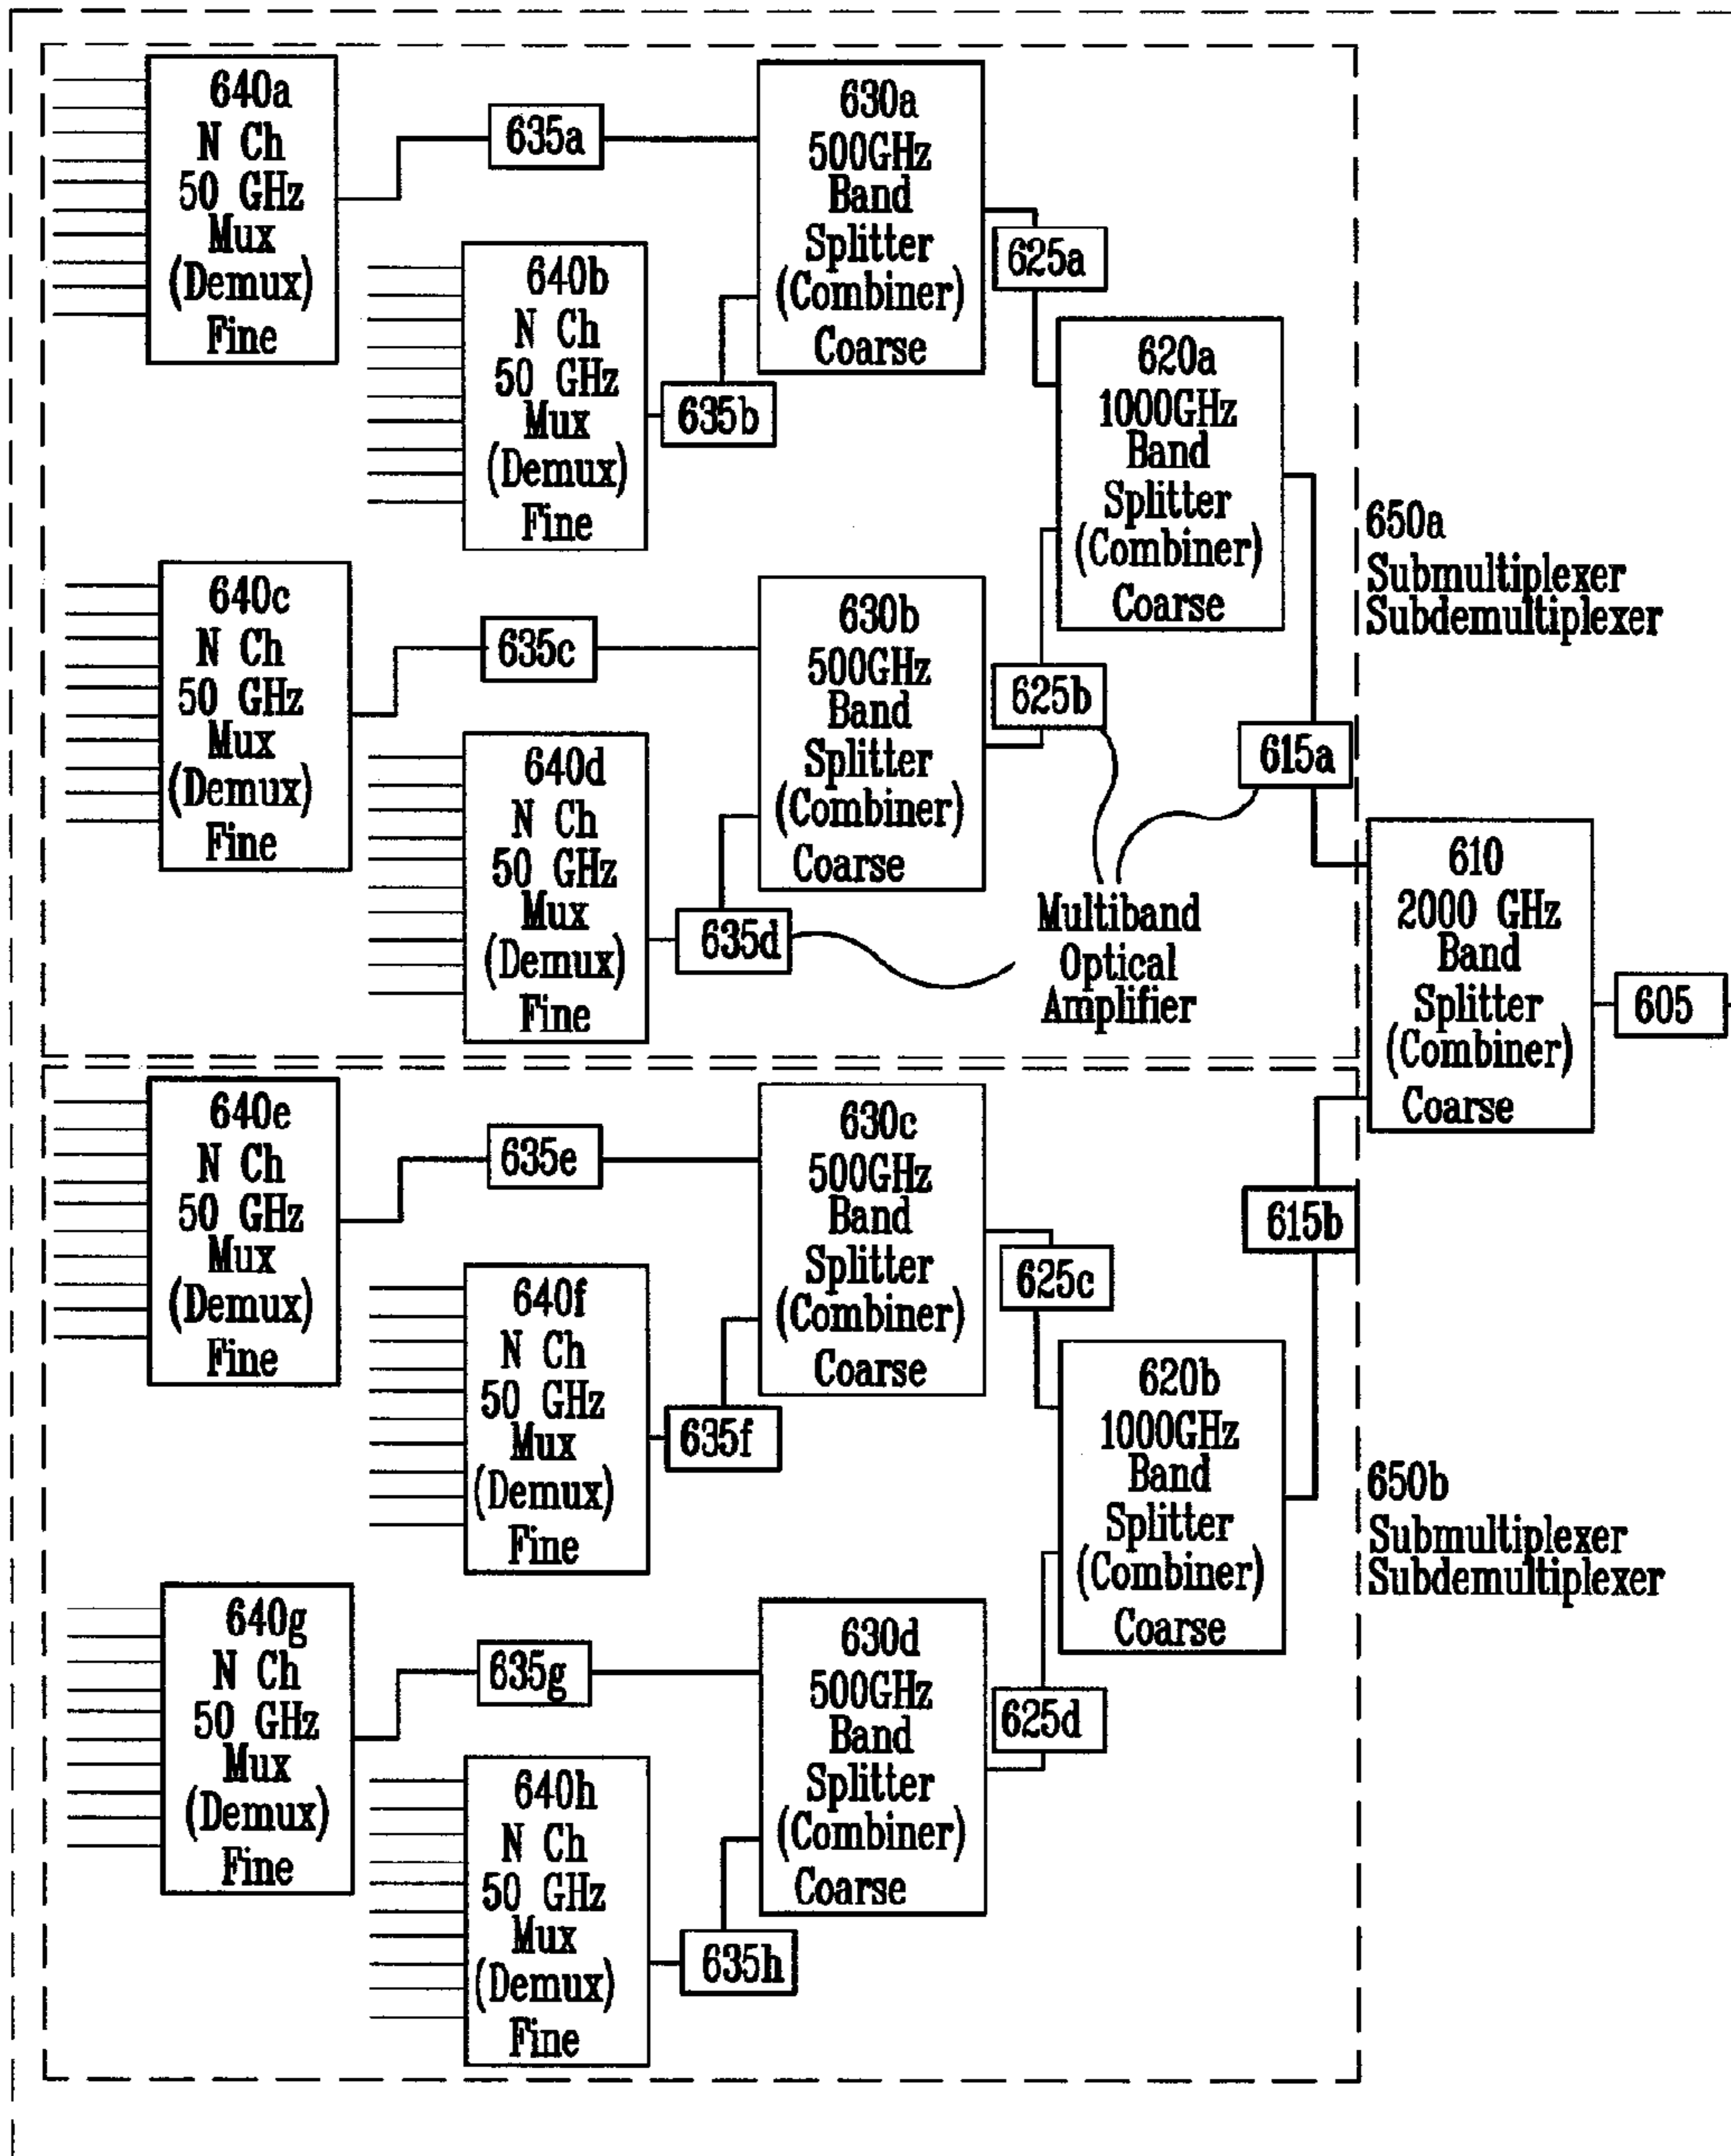 640a
N Ch
50 GHz
Mux
(Demux)
Fine
635a
630a
500GHz
Band
Splitter
(Combiner)
Coarse
625a
640b
N Ch
50 GHz
Mux
(Demux)
Fine
635b
620a
1000GHz
Band
Splitter
(Combiner)
Coarse
650a
Submultiplexer
Subdemultiplexer
640c
N Ch
50 GHz
Mux
(Demux)
Fine
635c
630b
500GHz
Band
Splitter
(Combiner)
Coarse
625b
615a
640d
N Ch
50 GHz
Mux
(Demux)
Fine
635d
Multiband
Optical
Amplifier
610
2000 GHz
Band
Splitter
(Combiner)
Coarse
605
640e
N Ch
50 GHz
Mux
(Demux)
Fine
635e
630c
500GHz
Band
Splitter
(Combiner)
Coarse
625c
615b
640f
N Ch
50 GHz
Mux
(Demux)
Fine
635f
620b
1000GHz
Band
Splitter
(Combiner)
Coarse
650b
Submultiplexer
Subdemultiplexer
640g
N Ch
50 GHz
Mux
(Demux)
Fine
635g
630d
500GHz
Band
Splitter
(Combiner)
Coarse
625d
640h
N Ch
50 GHz
Mux
(Demux)
Fine
635h